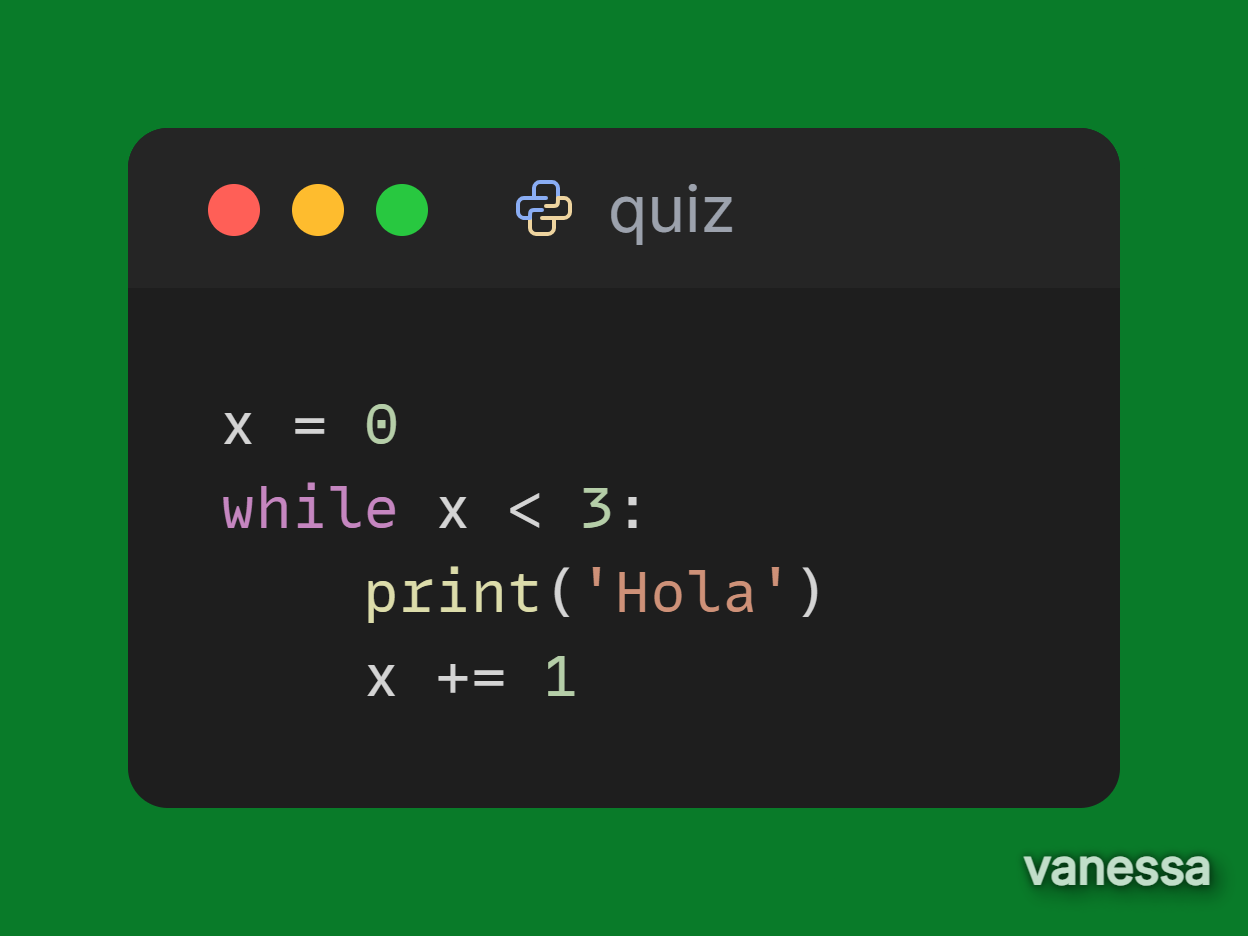 quiz
x = 0
while x < 3:
    print('Hola')
    x += 1
vanessa